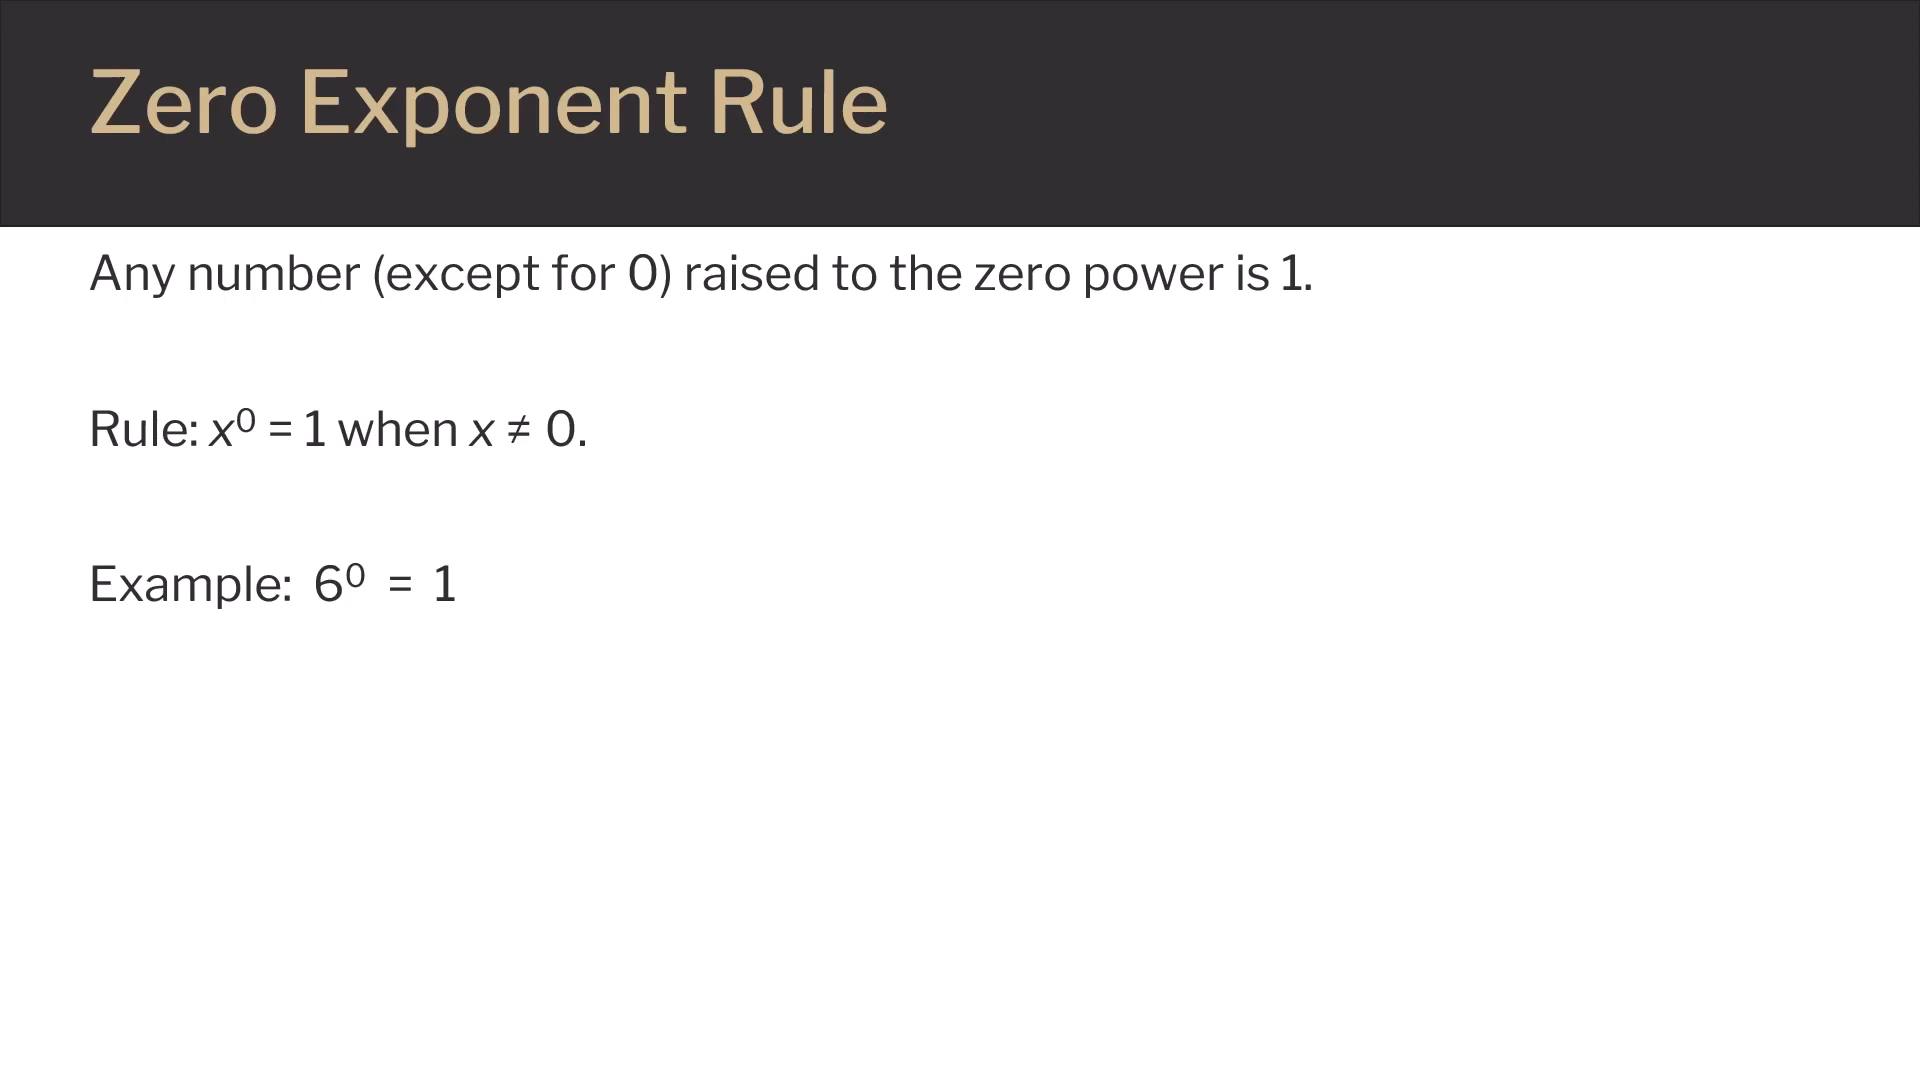 Zero Exponent Rule
Any number (except for 0) raised to the zero power is 1.
Rule: x⁰ = 1 when x ≠ 0.
Example: 6⁰ = 1